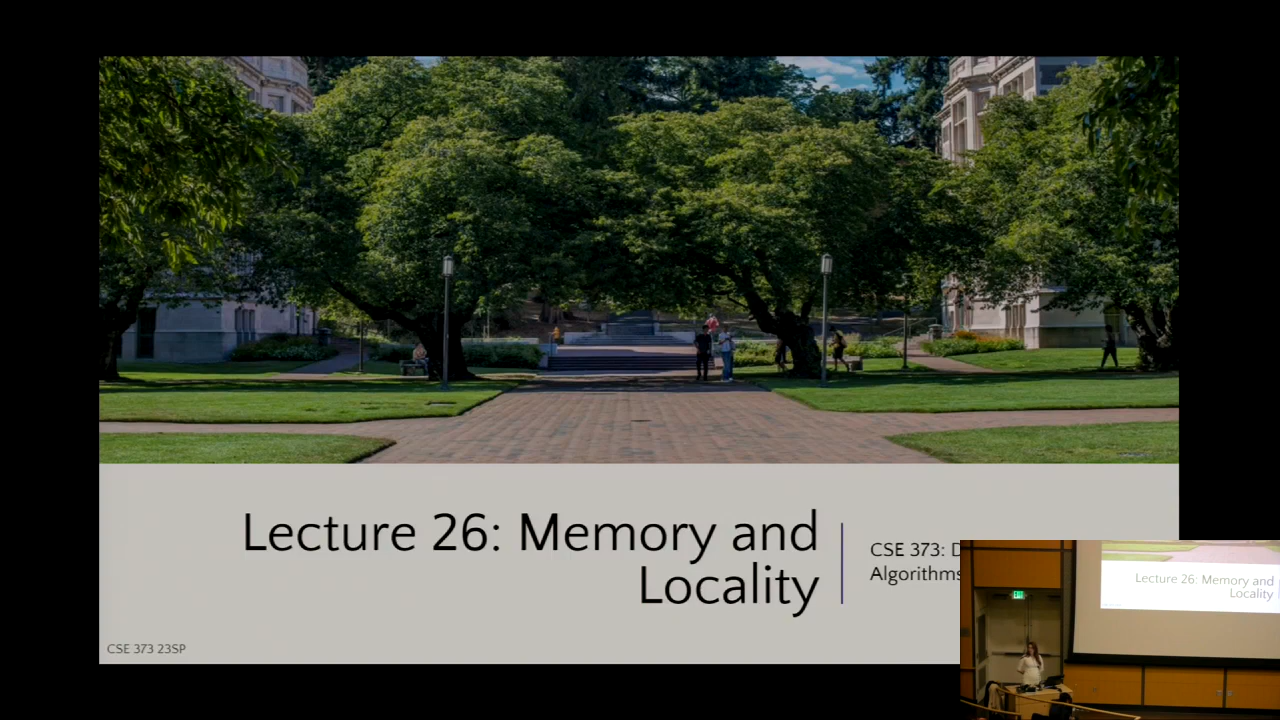 Lecture 26: Memory and
Locality
CSE 373:
Algorithms
CSE 373 23SP
Lecture 26: Memory and
Locality